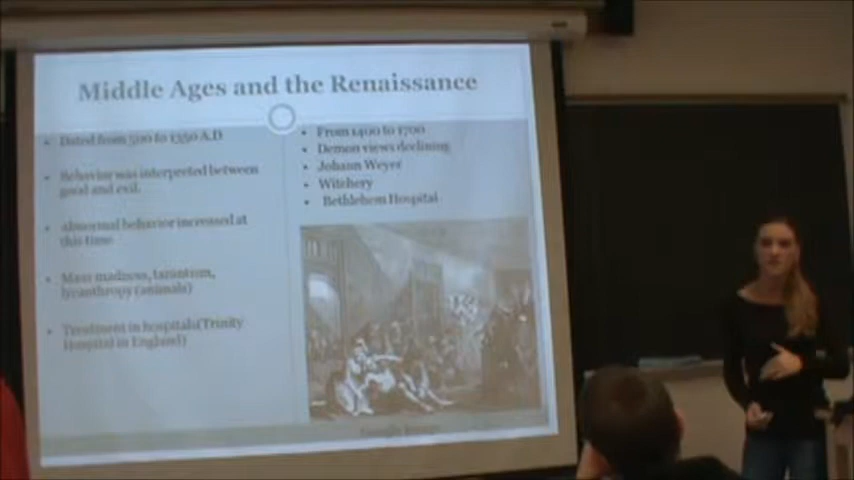 Middle Ages and the Renaissance
• Dated from 500 to 1350 A.D
• Behavior was interpreted between
good and evil.
• Abnormal behavior increased at
this time
• Mass madness, tarantism,
lycanthropy (animals)
• Treatment in hospitals(Trinity
Hospital in England)
• From 1400 to 1700
• Demon views declining
• Johann Weyer
• Witchery
• Bethlehem Hospital